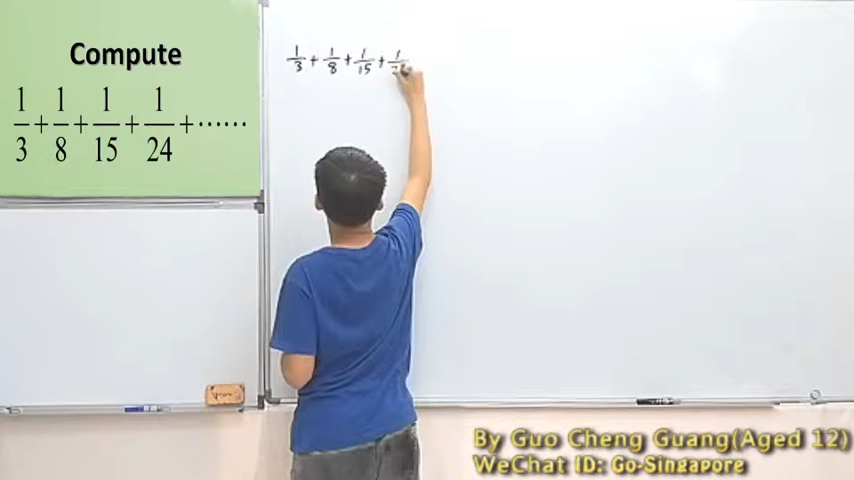 Compute
1/3 + 1/8 + 1/15 + 1/24 + ······
1/3 + 1/8 + 1/15 + 1/
By Guo Cheng Guang(Aged 12)
WeChat ID: Go-Singapore